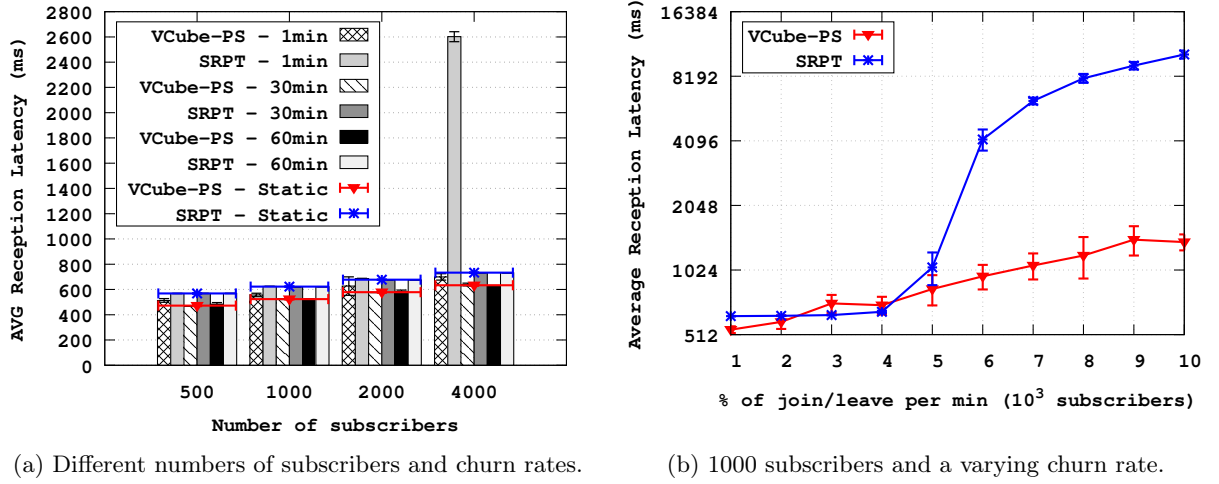 AVG Reception Latency (ms)
2800
2600
2400
2200
2000
1800
1600
1400
1200
1000
800
600
400
200
0
VCube-PS - 1min
SRPT - 1min
VCube-PS - 30min
SRPT - 30min
VCube-PS - 60min
SRPT - 60min
VCube-PS - Static
SRPT - Static
500 1000 2000 4000
Number of subscribers
(a) Different numbers of subscribers and churn rates.
Average Reception Latency (ms)
16384
8192
4096
2048
1024
512
VCube-PS
SRPT
1 2 3 4 5 6 7 8 9 10
% of join/leave per min (10³ subscribers)
(b) 1000 subscribers and a varying churn rate.